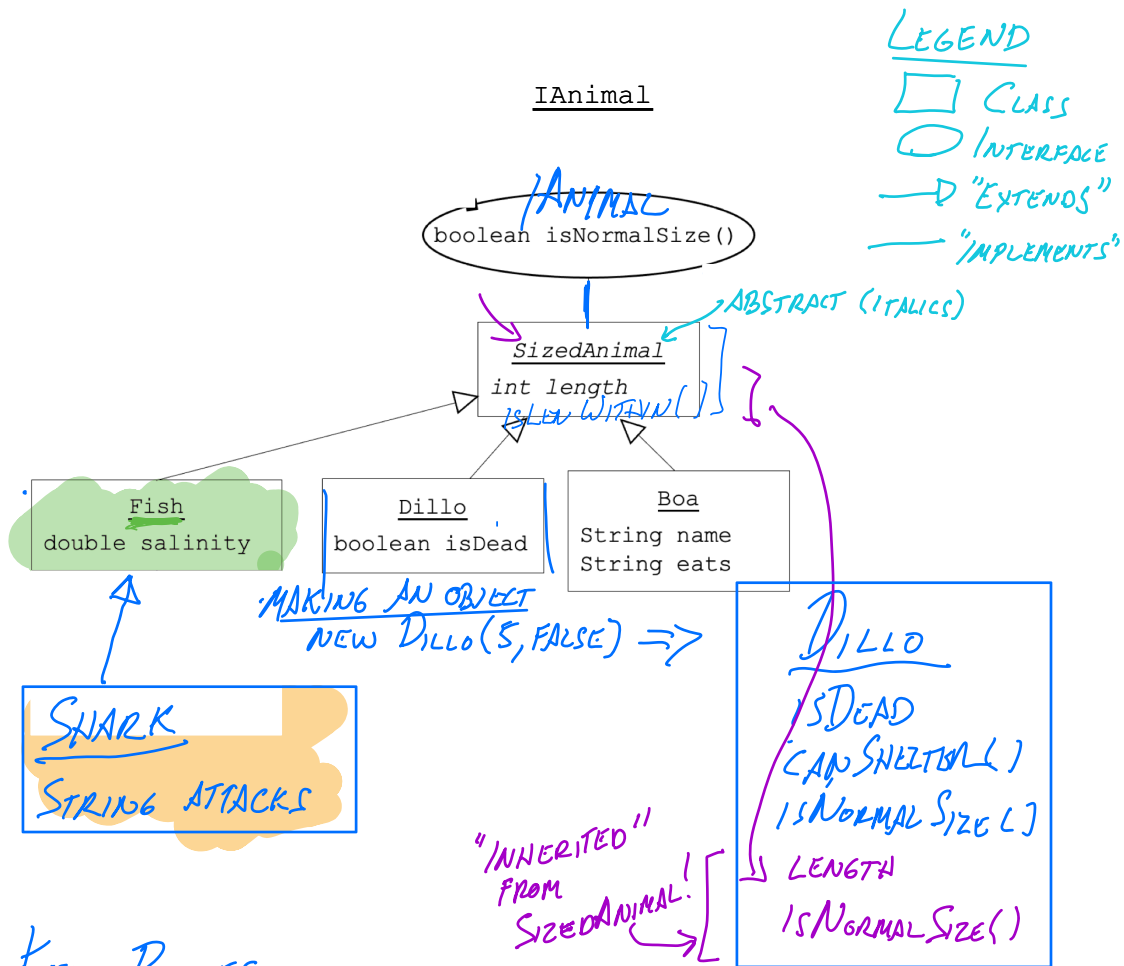 LEGEND
CLASS
INTERFACE
"EXTENDS"
"IMPLEMENTS"
IAnimal
IANIMAL
boolean isNormalSize()
ABSTRACT (ITALICS)
SizedAnimal
int length
ISLENWITHIN()
Fish
double salinity
Dillo
boolean isDead
Boa
String name
String eats
MAKING AN OBJECT
NEW DILLO(5, FALSE) =>
SHARK
STRING ATTACKS
DILLO
ISDEAD
CANSHELTER()
ISNORMALSIZE()
LENGTH
ISNORMALSIZE()
"INHERITED"
FROM
SIZEDANIMAL!